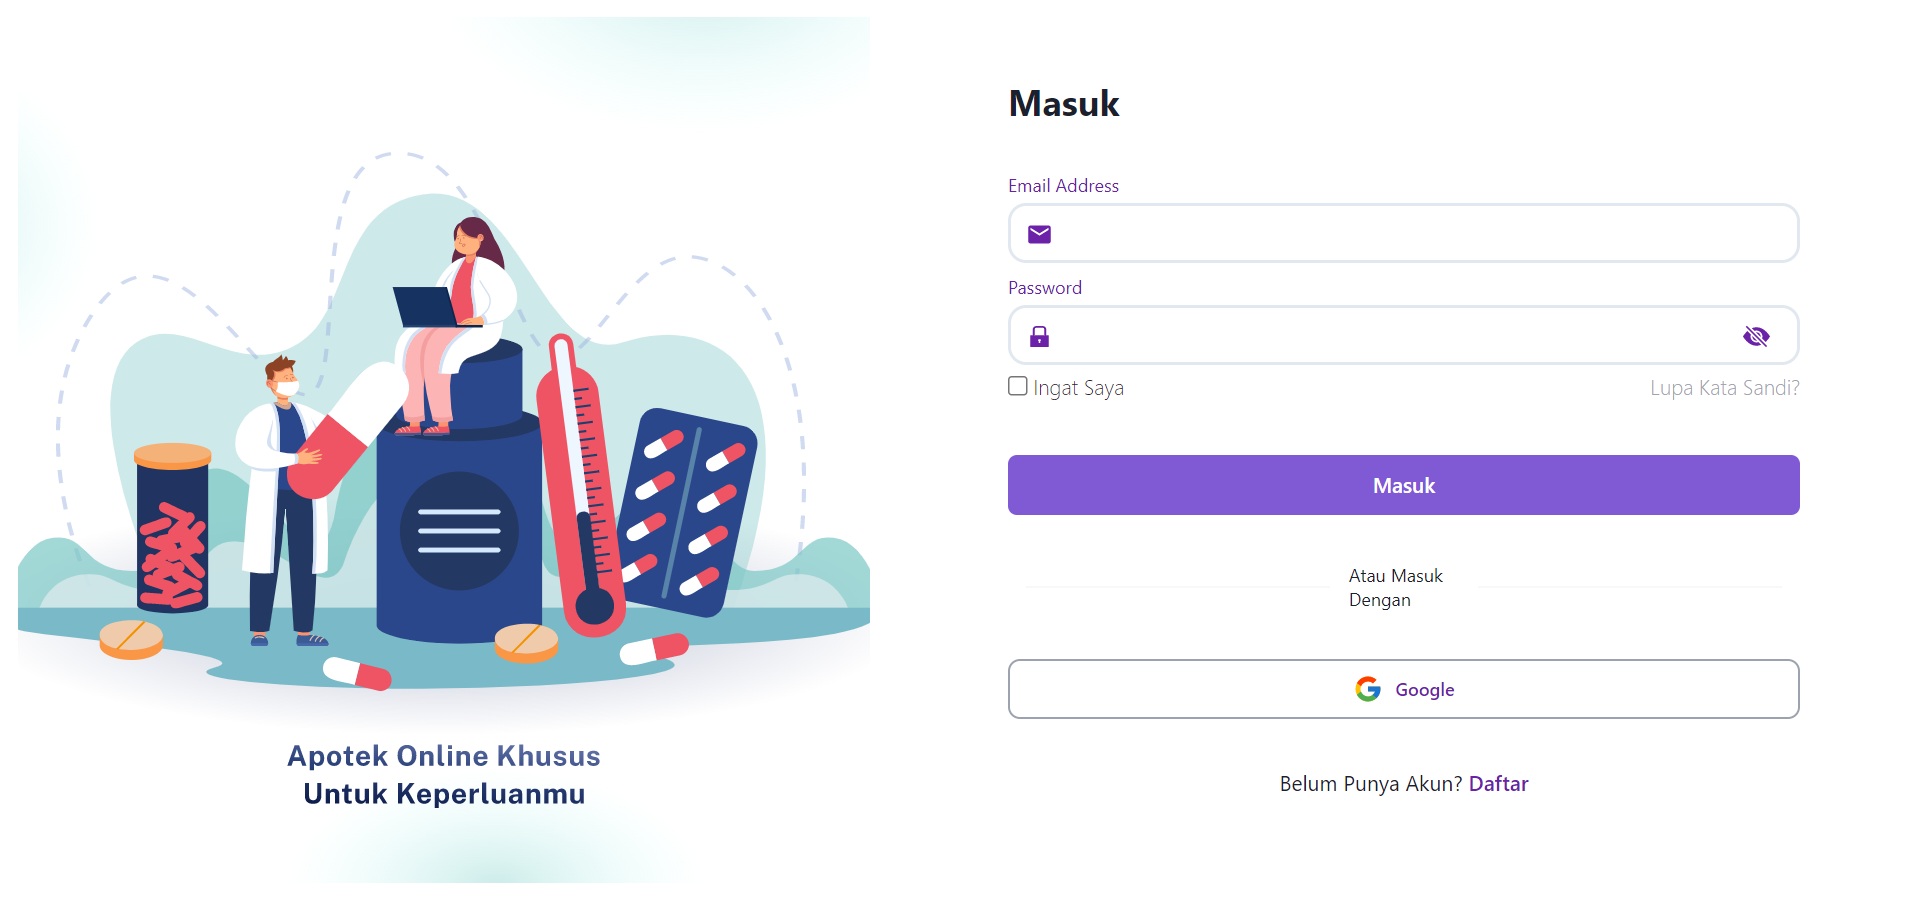 Apotek Online Khusus
Untuk Keperluanmu
Masuk
Email Address
Password
Ingat Saya
Lupa Kata Sandi?
Masuk
Atau Masuk
Dengan
Google
Belum Punya Akun? Daftar